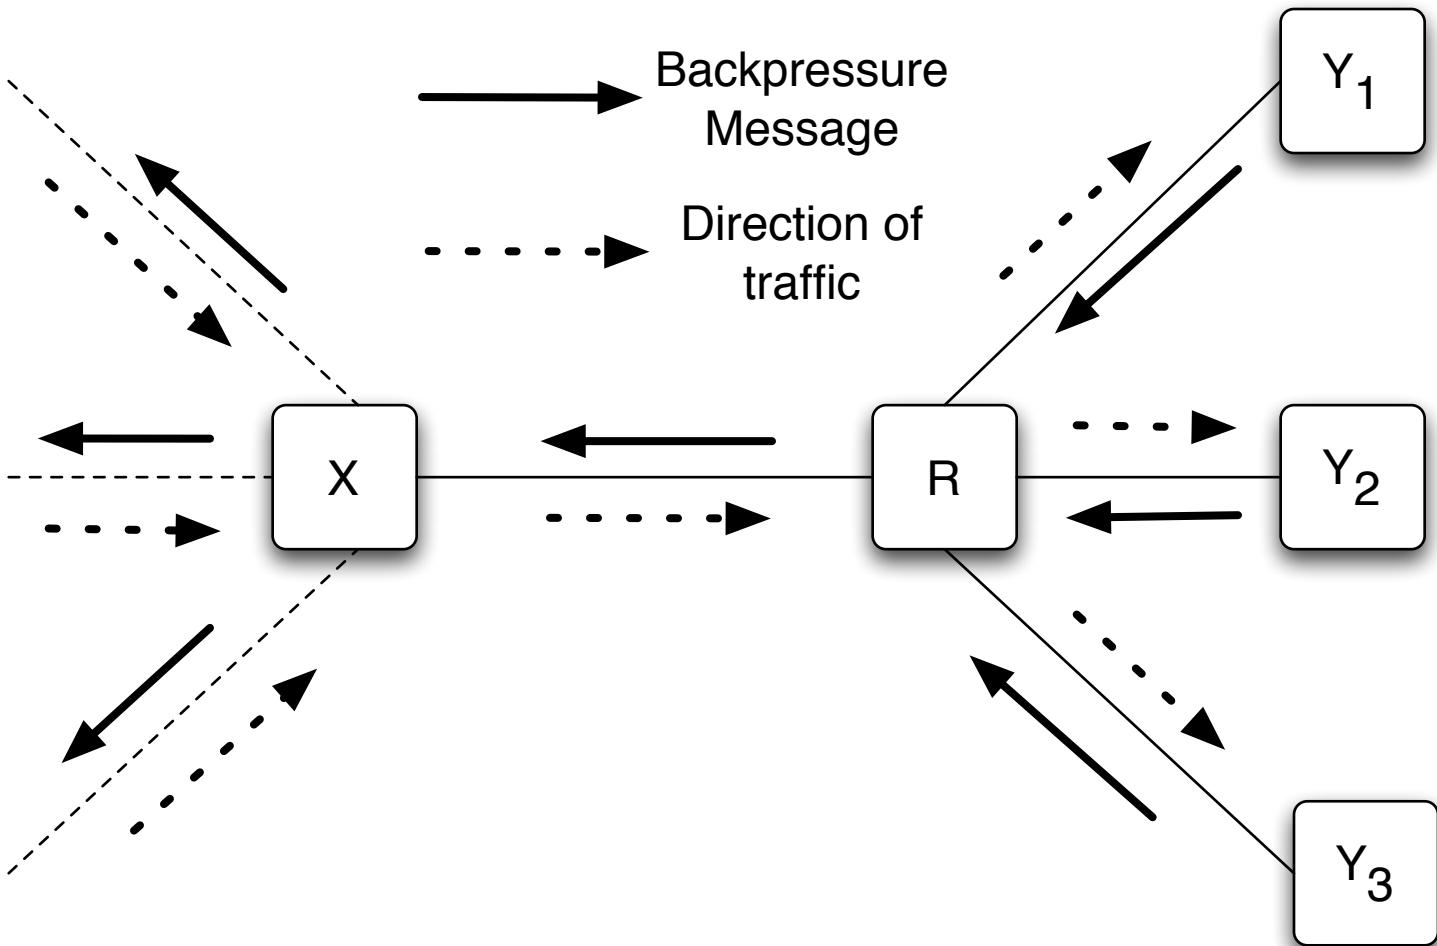 Backpressure
Message
Direction of
traffic
Y1
X
R
Y2
Y3